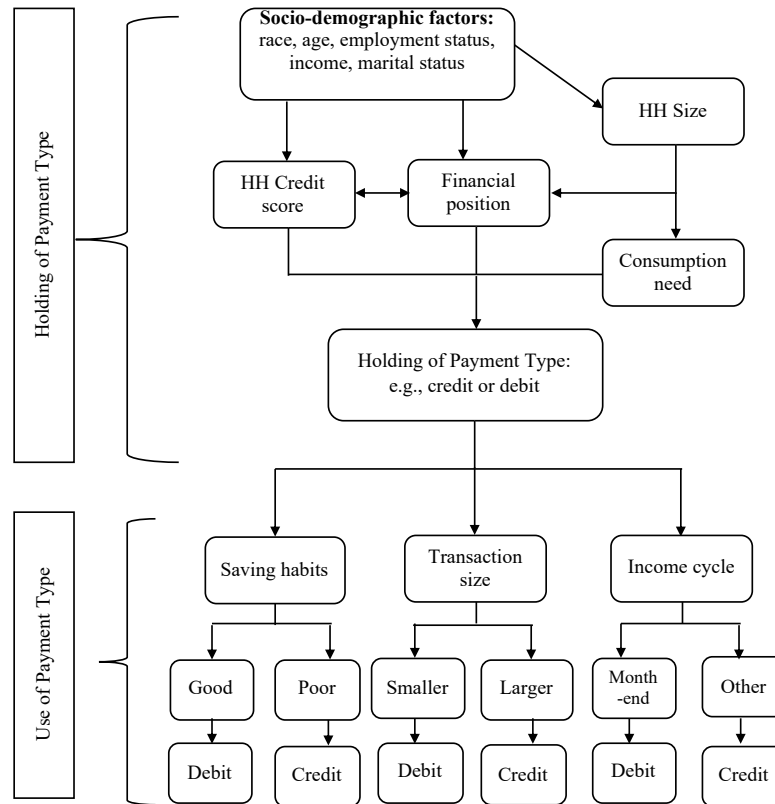 Socio-demographic factors:
race, age, employment status,
income, marital status
HH Size
HH Credit
score
Financial
position
Consumption
need
Holding of Payment Type
Holding of Payment Type:
e.g., credit or debit
Use of Payment Type
Saving habits
Transaction
size
Income cycle
Good
Poor
Smaller
Larger
Month
-end
Other
Debit
Credit
Debit
Credit
Debit
Credit